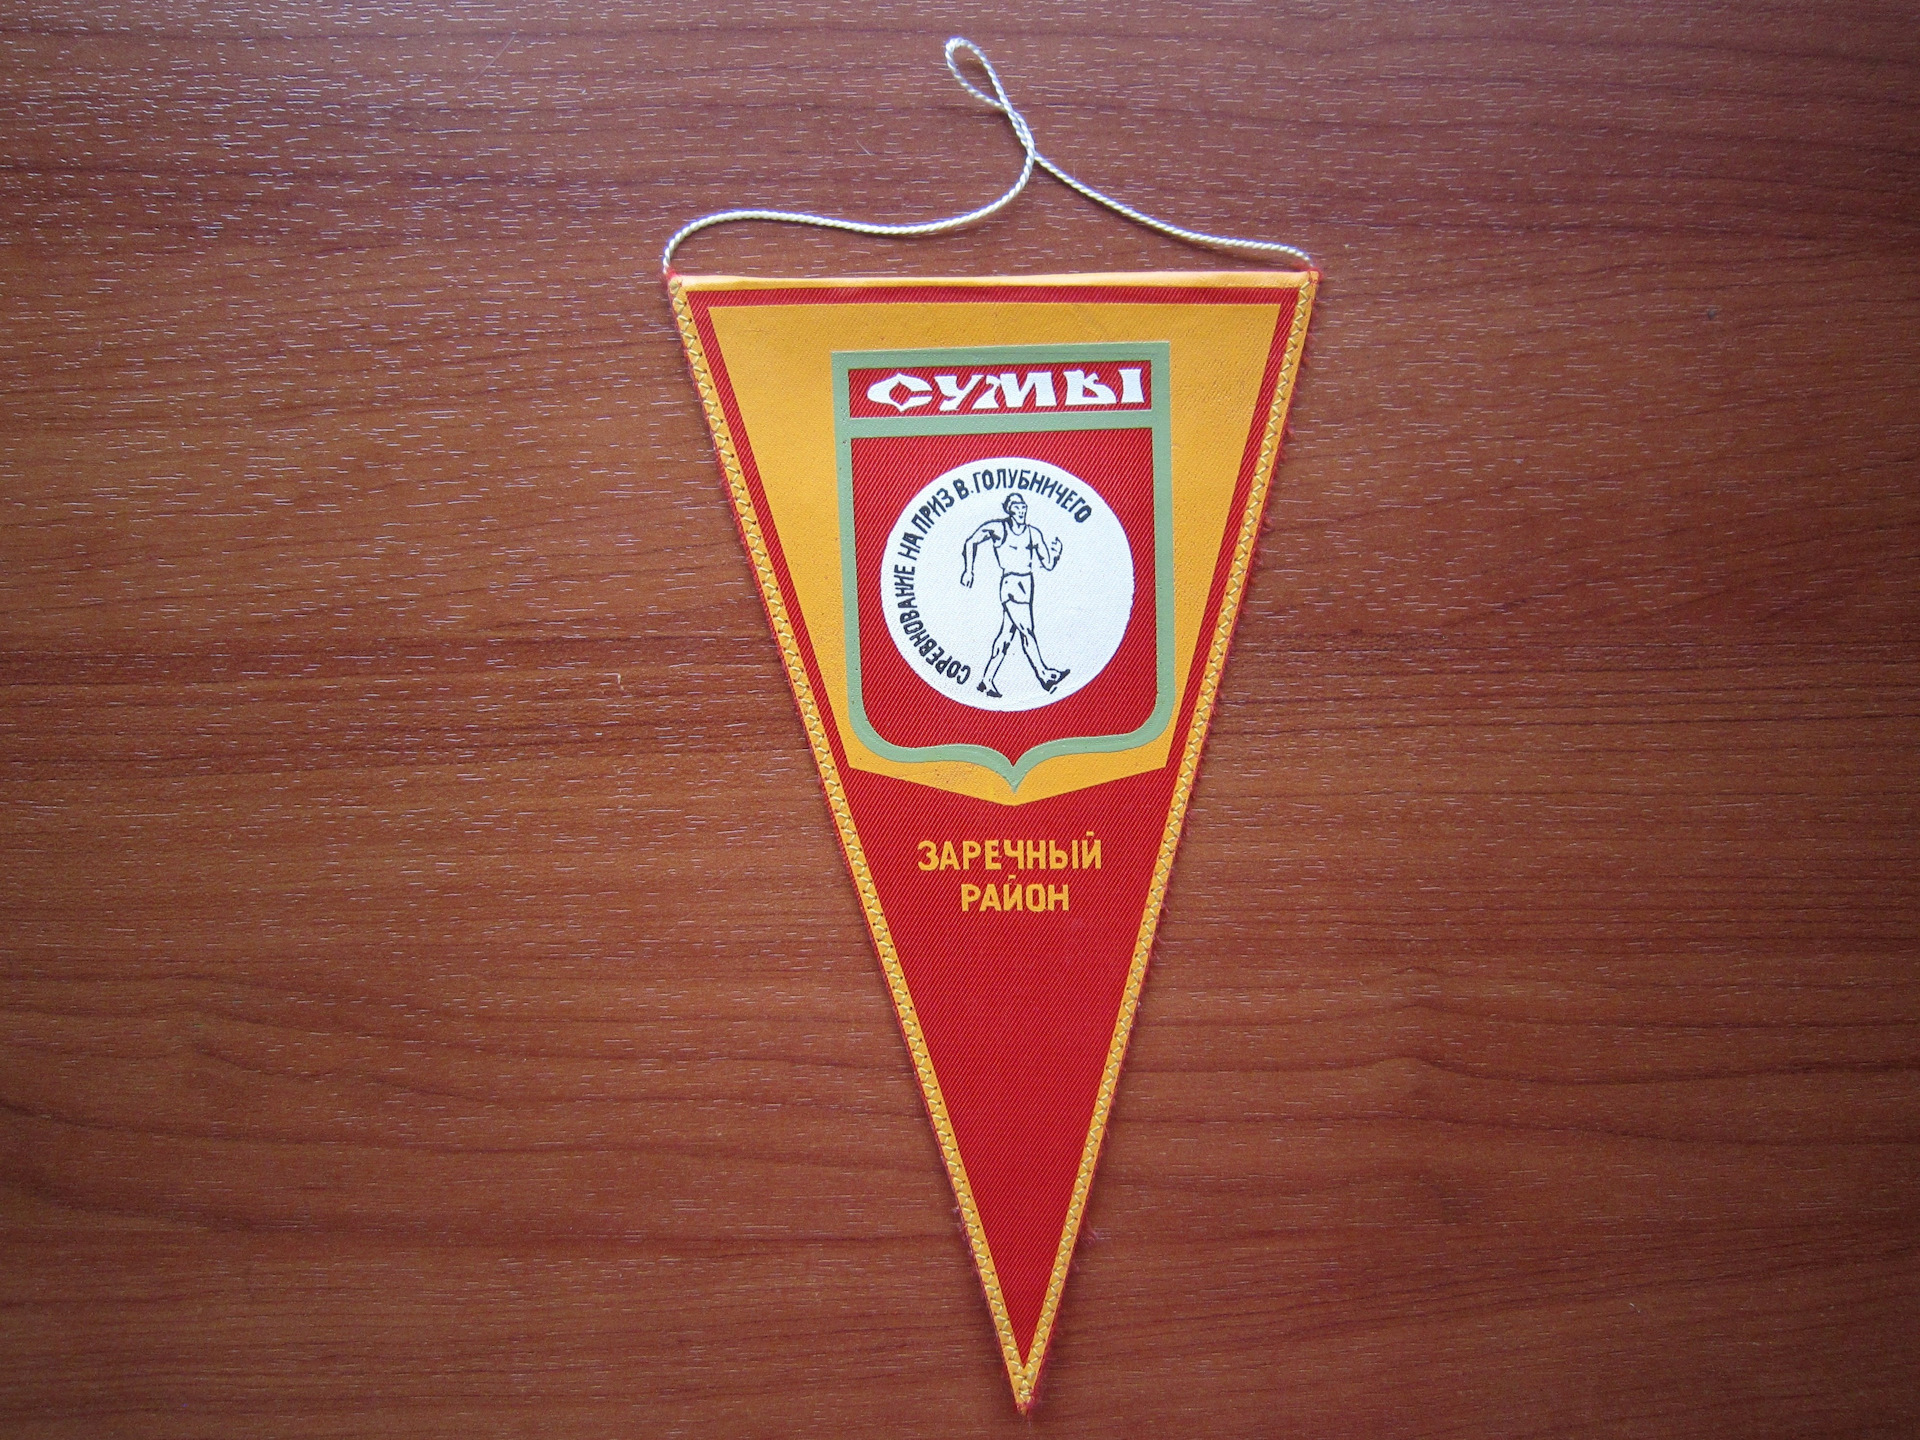 СУМЫ
СОРЕВНОВАНИЕ НА ПРИЗ В. ГОЛУБНИЧЕГО
ЗАРЕЧНЫЙ
РАЙОН